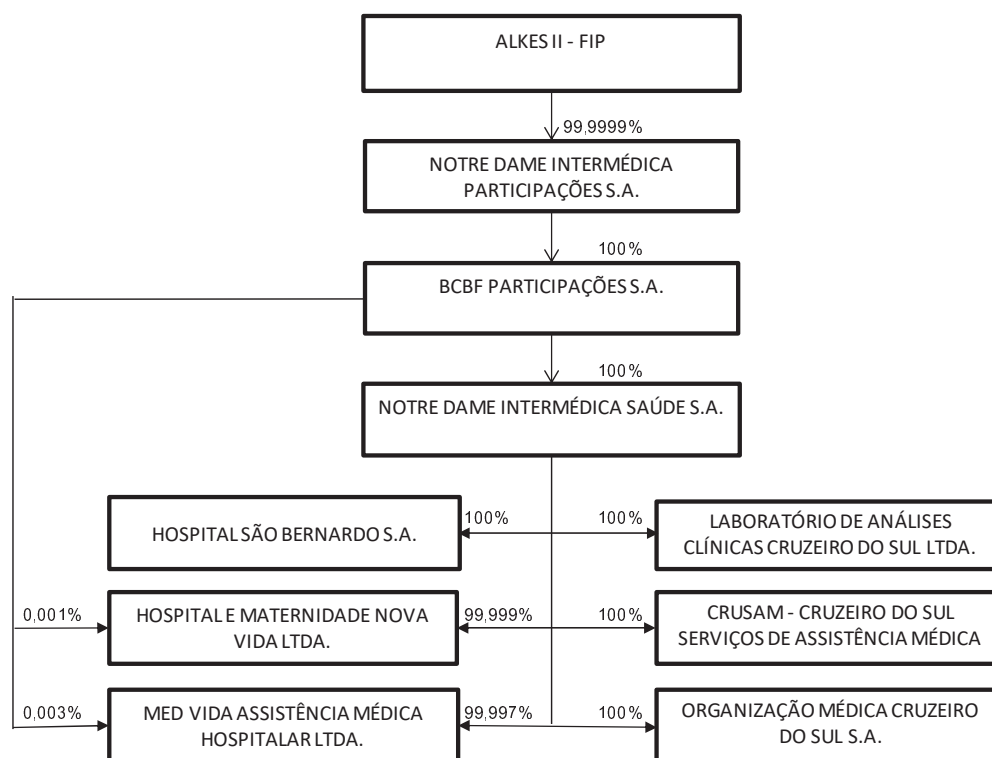 ALKES II - FIP
99,9999%
NOTRE DAME INTERMÉDICA
PARTICIPAÇÕES S.A.
100%
BCBF PARTICIPAÇÕES S.A.
100%
NOTRE DAME INTERMÉDICA SAÚDE S.A.
HOSPITAL SÃO BERNARDO S.A.
100%
100%
LABORATÓRIO DE ANÁLISES
CLÍNICAS CRUZEIRO DO SUL LTDA.
0,001%
HOSPITAL E MATERNIDADE NOVA
VIDA LTDA.
99,999%
100%
CRUSAM - CRUZEIRO DO SUL
SERVIÇOS DE ASSISTÊNCIA MÉDICA
0,003%
MED VIDA ASSISTÊNCIA MÉDICA
HOSPITALAR LTDA.
99,997%
100%
ORGANIZAÇÃO MÉDICA CRUZEIRO
DO SUL S.A.